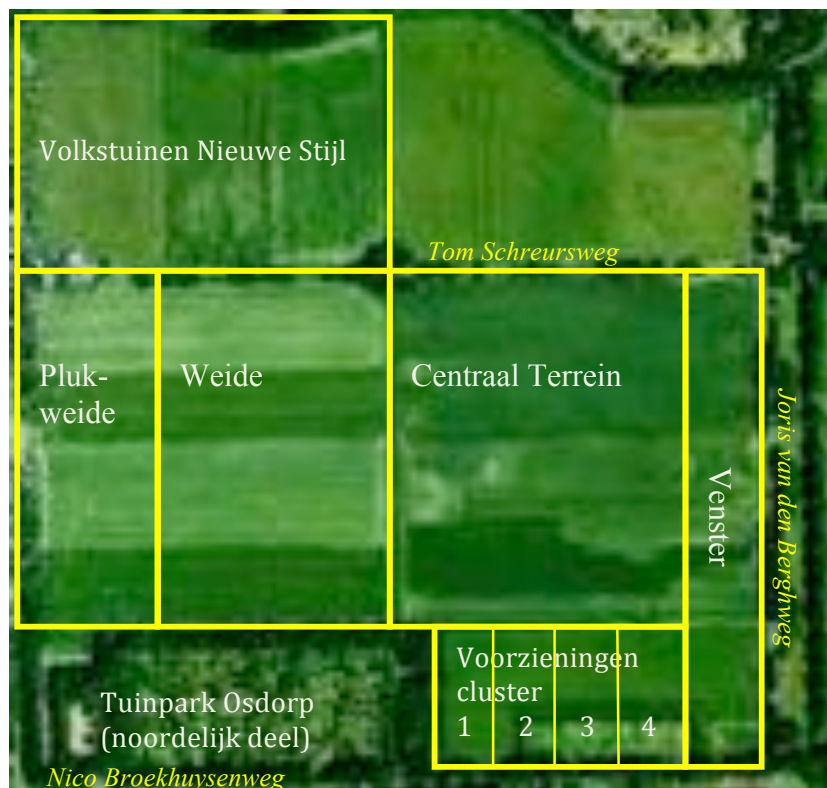 Volkstuinen Nieuwe Stijl
Tom Schreursweg
Pluk-
weide
Weide
Centraal Terrein
Venster
Joris van den Berghweg
Voorzieningen
cluster
1 2 3 4
Tuinpark Osdorp
(noordelijk deel)
Nico Broekhuysenweg